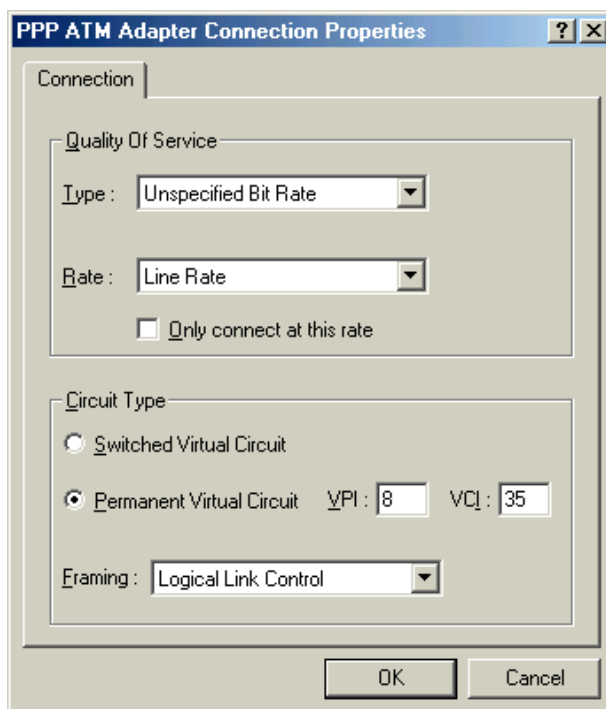 PPP ATM Adapter Connection Properties
Connection
Quality Of Service
Type : Unspecified Bit Rate
Rate : Line Rate
Only connect at this rate
Circuit Type
Switched Virtual Circuit
Permanent Virtual Circuit VPI : 8 VCI : 35
Framing : Logical Link Control
OK Cancel